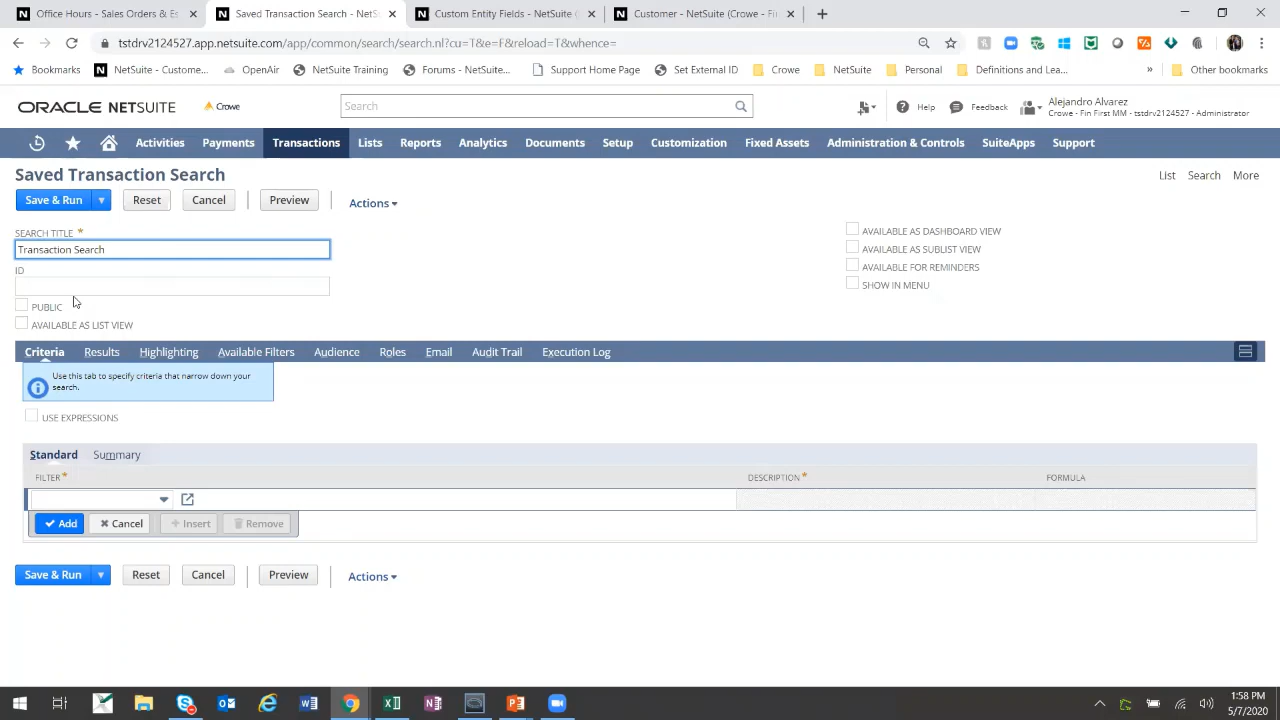 Office Hours - Sales Orders & Es
Saved Transaction Search - NetS
Custom Entity Fields - NetSuite (
Customer - NetSuite (Crowe - Fi
tstdrv2124527.app.netsuite.com/app/common/search/search.nl?cu=T&e=F&reload=T&whence=
Bookmarks
NetSuite - Custome...
OpenAir
NetSuite Training
Forums - NetSuite...
Support Home Page
Set External ID
Crowe
NetSuite
Personal
Definitions and Lea...
»
Other bookmarks
ORACLE NETSUITE
Crowe
Search
Help
Feedback
Alejandro Alvarez
Crowe - Fin First MM - tstdrv2124527 - Administrator
Activities
Payments
Transactions
Lists
Reports
Analytics
Documents
Setup
Customization
Fixed Assets
Administration & Controls
SuiteApps
Support
Saved Transaction Search
List
Search
More
Save & Run
Reset
Cancel
Preview
Actions
SEARCH TITLE *
Transaction Search
ID
PUBLIC
AVAILABLE AS LIST VIEW
AVAILABLE AS DASHBOARD VIEW
AVAILABLE AS SUBLIST VIEW
AVAILABLE FOR REMINDERS
SHOW IN MENU
Criteria
Results
Highlighting
Available Filters
Audience
Roles
Email
Audit Trail
Execution Log
Use this tab to specify criteria that narrow down your
search.
USE EXPRESSIONS
Standard
Summary
FILTER *
DESCRIPTION *
FORMULA
Add
Cancel
Insert
Remove
Save & Run
Reset
Cancel
Preview
Actions
1:58 PM
5/7/2020